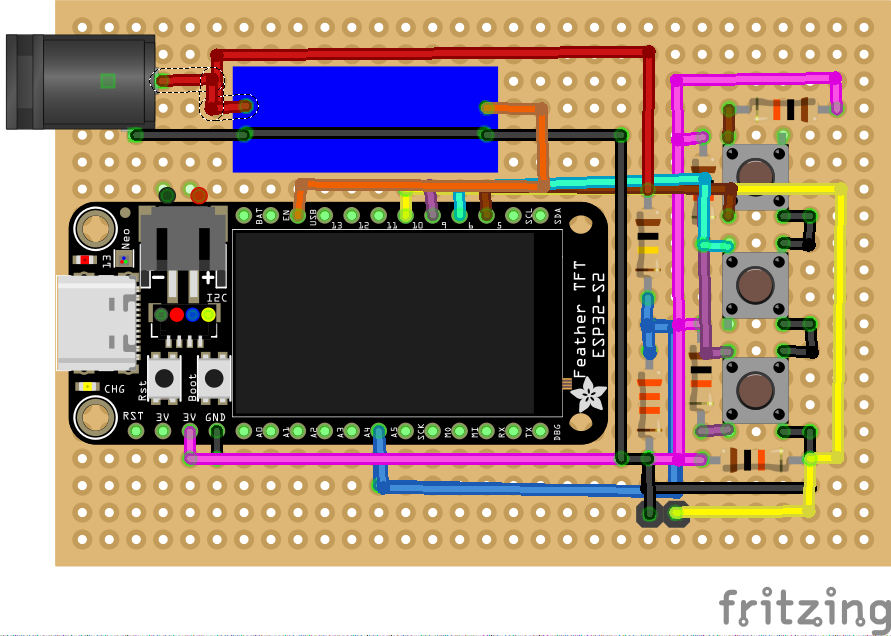 BAT EN USB 13 12 11 10 9 6 5 SCL SDA
Neo
13
- +
I2C
Feather TFT
ESP32-S2
CHG
Rst
Boot
RST 3V 3V GND A0 A1 A2 A3 A4 A5 SCK MO MI RX TX DBG
fritzing